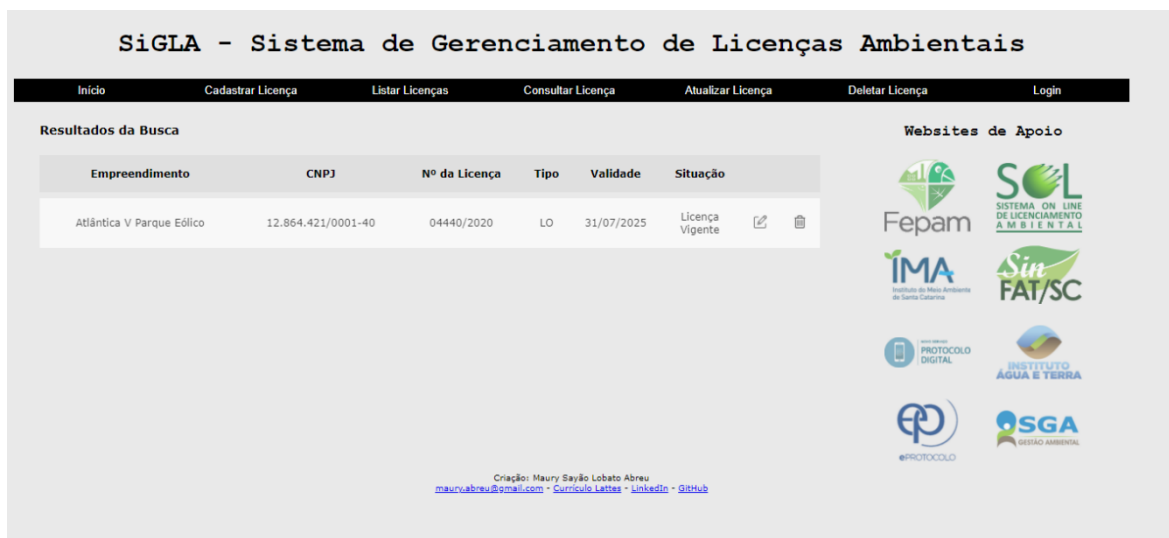 SiGLA - Sistema de Gerenciamento de Licenças Ambientais
Início Cadastrar Licença Listar Licenças Consultar Licença Atualizar Licença Deletar Licença Login
Resultados da Busca
Empreendimento CNPJ Nº da Licença Tipo Validade Situação
Atlântica V Parque Eólico 12.864.421/0001-40 04440/2020 LO 31/07/2025 Licença
Vigente
Websites de Apoio
Fepam
SOL
SISTEMA ON LINE
DE LICENCIAMENTO
AMBIENTAL
IMA
Instituto do Meio Ambiente
de Santa Catarina
Sin
FAT/SC
PROTOCOLO
DIGITAL
INSTITUTO
ÁGUA E TERRA
eP
ePROTOCOLO
SGA
GESTÃO AMBIENTAL
Criação: Maury Sayão Lobato Abreu
maury.abreu@gmail.com - Currículo Lattes - LinkedIn - GitHub